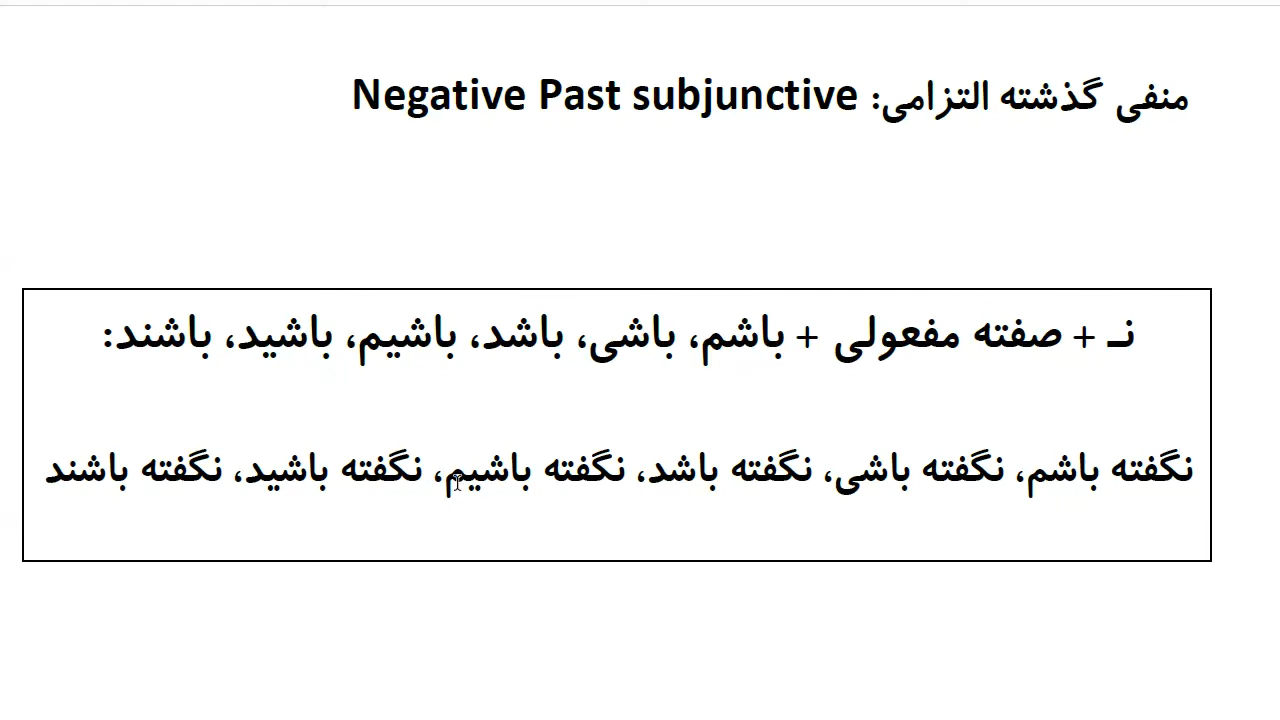 منفی گذشته التزامی: Negative Past subjunctive
نـ + صفته مفعولی + باشم، باشی، باشد، باشیم، باشید، باشند:
نگفته باشم، نگفته باشی، نگفته باشد، نگفته باشیم، نگفته باشید، نگفته باشند